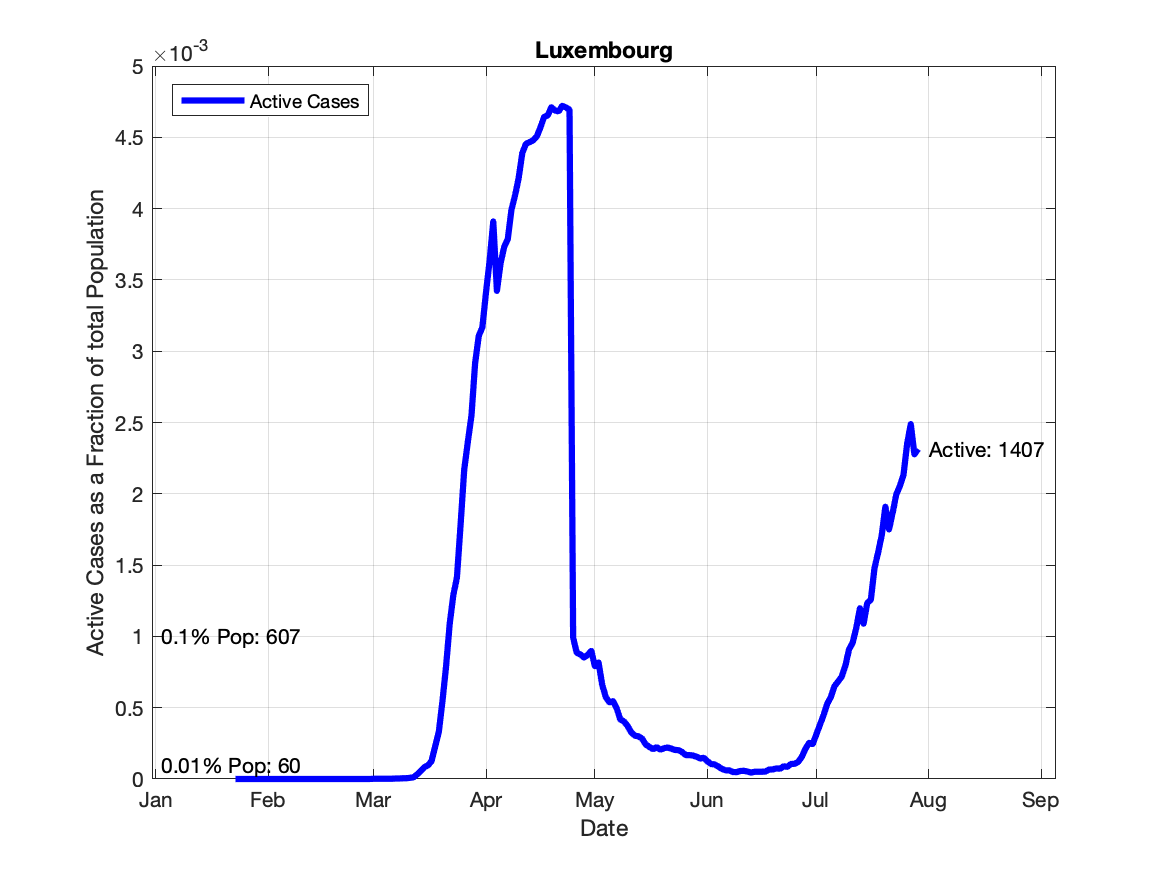 Luxembourg
×10-3
Active Cases
5
4.5
4
3.5
3
2.5
2
1.5
1
0.5
0
Active Cases as a Fraction of total Population
Active: 1407
0.1% Pop: 607
0.01% Pop: 60
Jan Feb Mar Apr May Jun Jul Aug Sep
Date